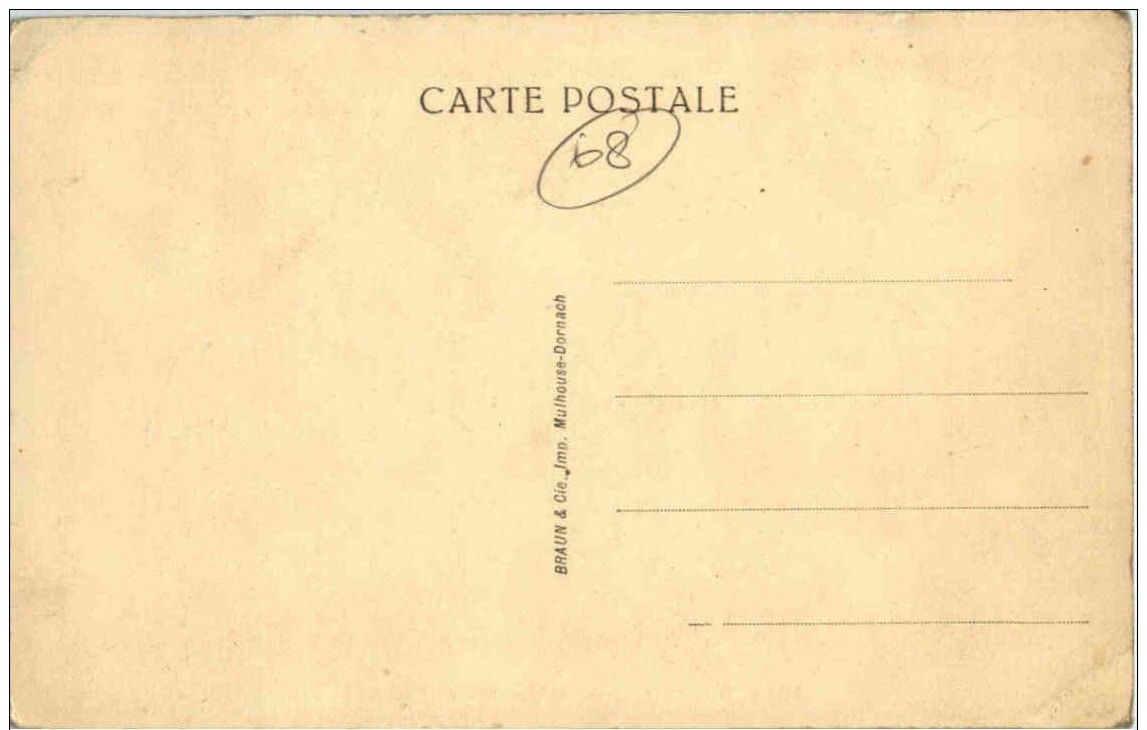 CARTE POSTALE
68
BRAUN & Cie, Imp. Mulhouse-Dornach